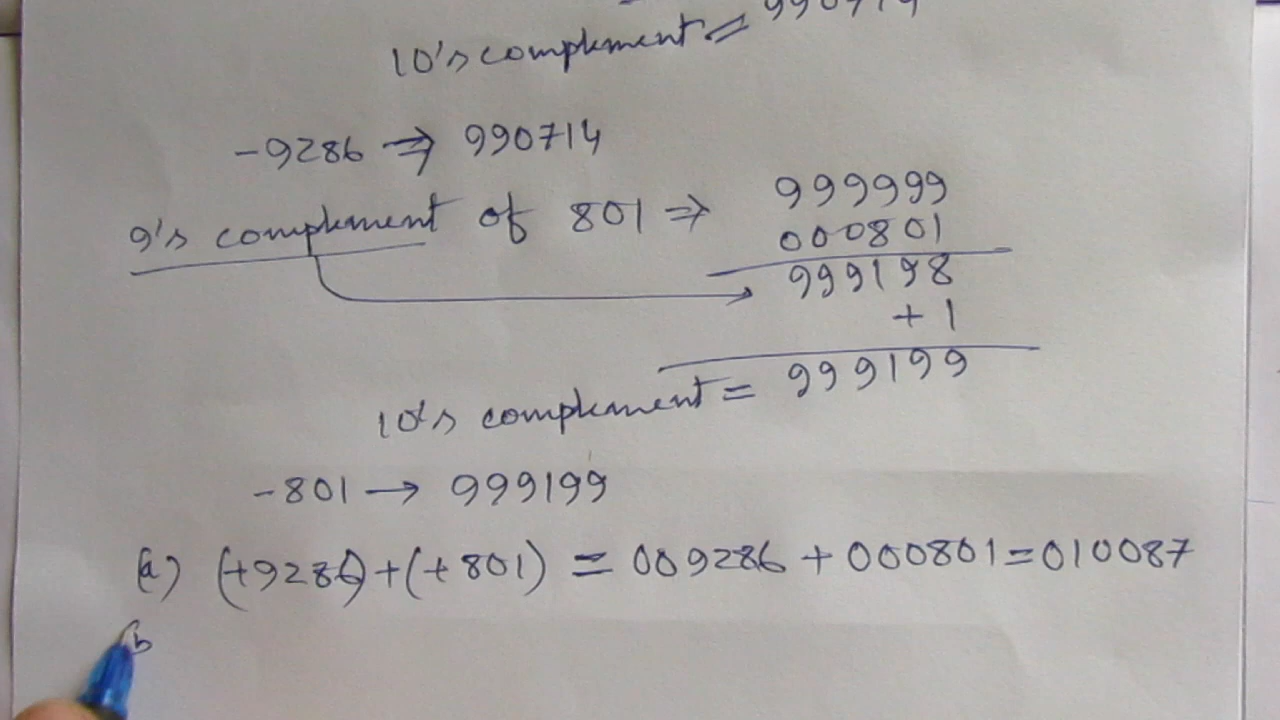 10's complement = 990714
-9286 ⇒ 990714
9's complement of 801 ⇒ 999999
000801
999198
+ 1
10's complement = 999199
-801 → 999199
(a) (+9286)+(+801) = 009286 + 000801 = 010087
(b